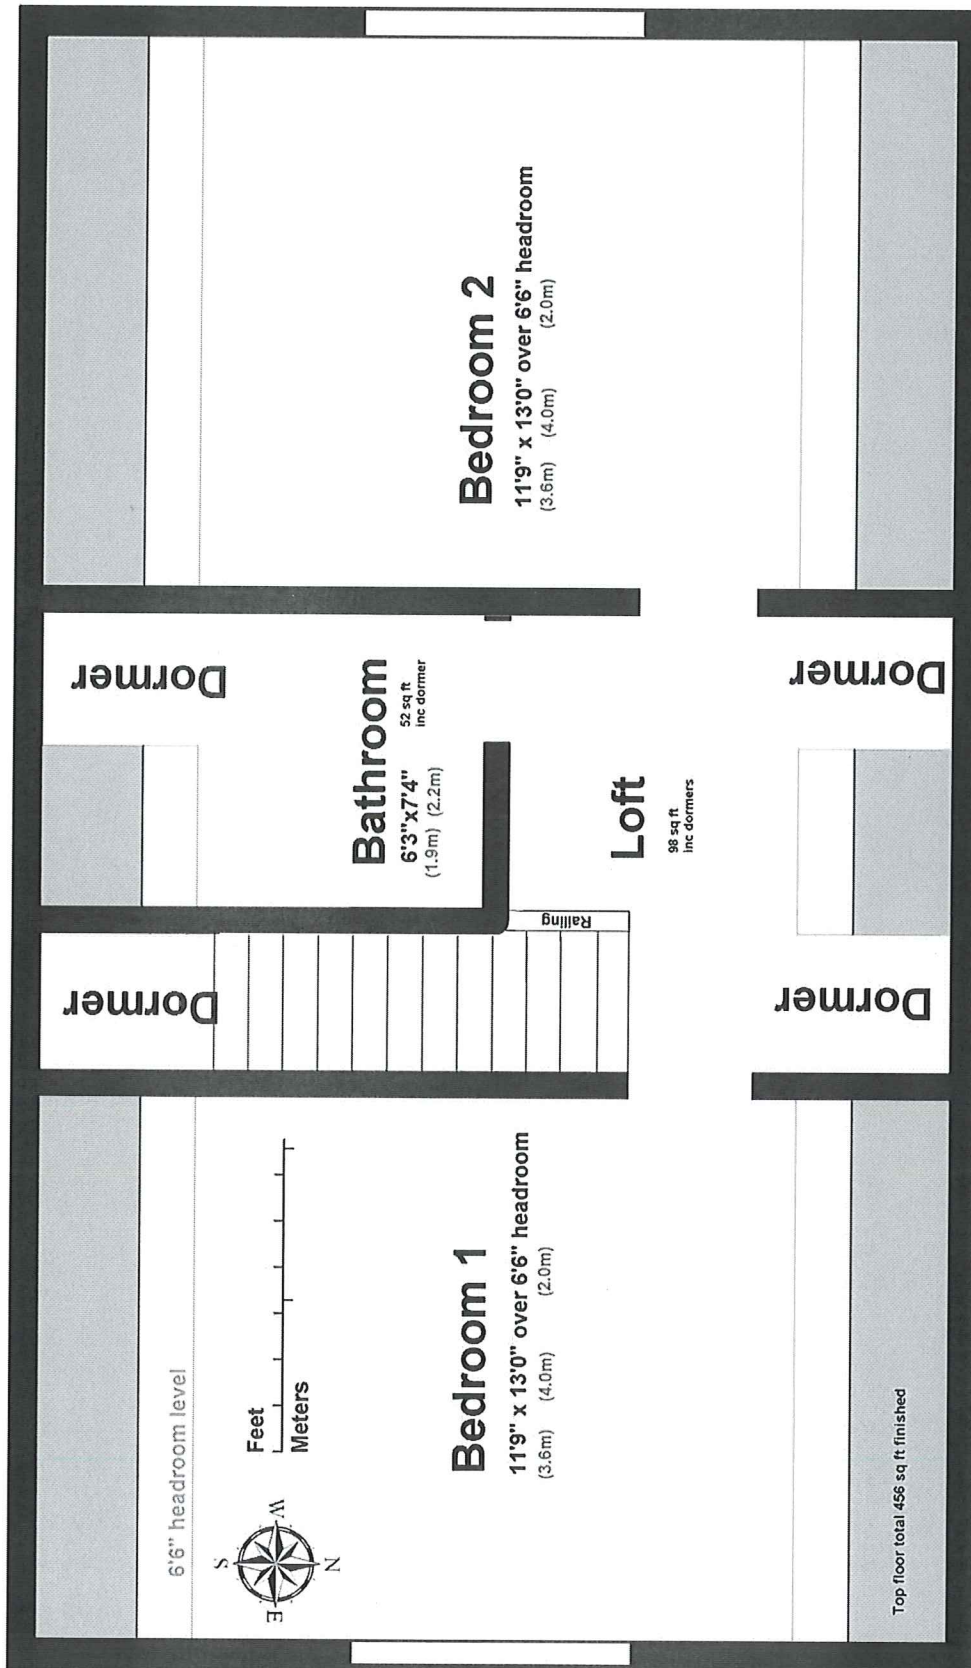 6'6" headroom level
S
E
W
N
Feet
Meters
Bedroom 1
11'9" x 13'0" over 6'6" headroom
(3.6m) (4.0m) (2.0m)
Top floor total 456 sq ft finished
Dormer
Dormer
Railing
Bathroom
6'3"x7'4"
(1.9m) (2.2m)
52 sq ft
inc dormer
Loft
98 sq ft
inc dormers
Dormer
Dormer
Bedroom 2
11'9" x 13'0" over 6'6" headroom
(3.6m) (4.0m) (2.0m)